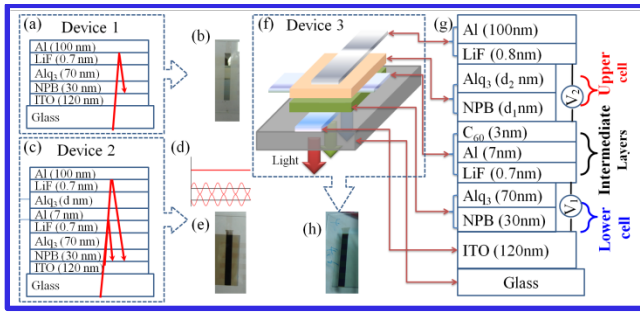 Device 1
(a)
Al (100 nm)
LiF (0.7 nm)
Alq₃ (70 nm)
NPB (30 nm)
ITO (120 nm)
Glass
(b)
Device 2
(c)
Al (100 nm)
LiF (0.7 nm)
Alq₃ (d nm)
Al (7 nm)
LiF (0.7 nm)
Alq₃ (70 nm)
NPB (30 nm)
ITO (120 nm)
Glass
(d)
(e)
(f)
Device 3
Light
(h)
(g)
Al (100nm)
LiF (0.8nm)
Alq₃ (d₂ nm)
NPB (d₁nm)
C₆₀ (3nm)
Al (7nm)
LiF (0.7nm)
Alq₃ (70nm)
NPB (30nm)
ITO (120nm)
Glass
V₂
V₁
Upper
cell
Intermediate
Layers
Lower
cell